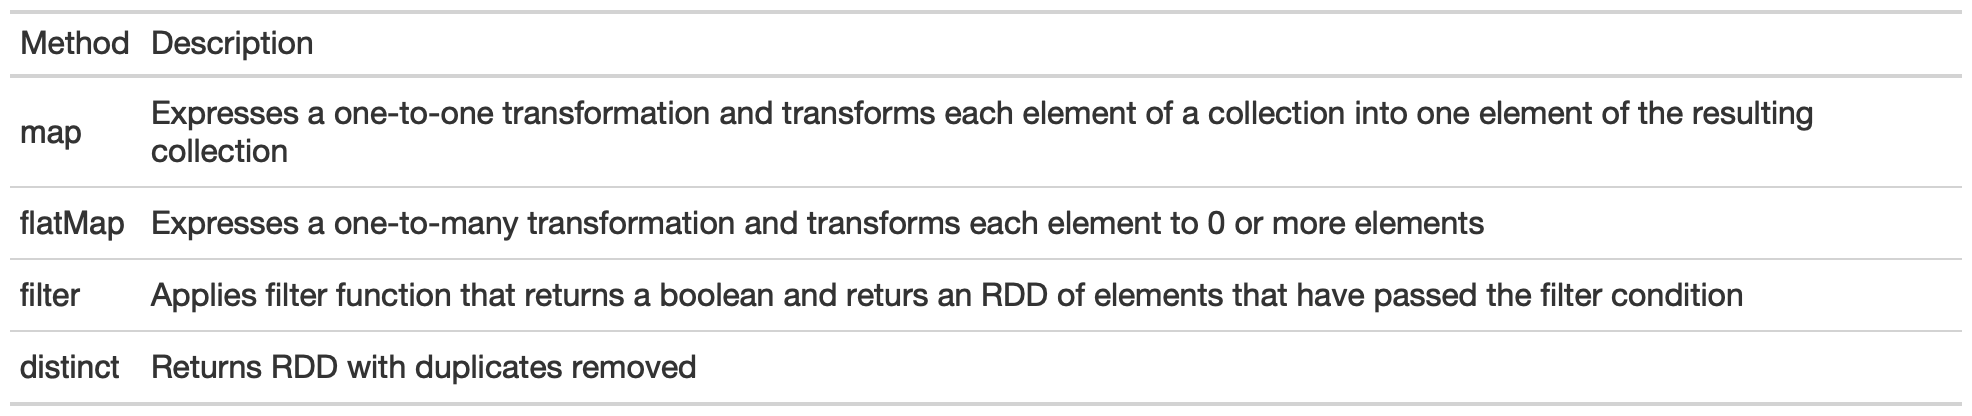 Method Description
map Expresses a one-to-one transformation and transforms each element of a collection into one element of the resulting
collection
flatMap Expresses a one-to-many transformation and transforms each element to 0 or more elements
filter Applies filter function that returns a boolean and returs an RDD of elements that have passed the filter condition
distinct Returns RDD with duplicates removed